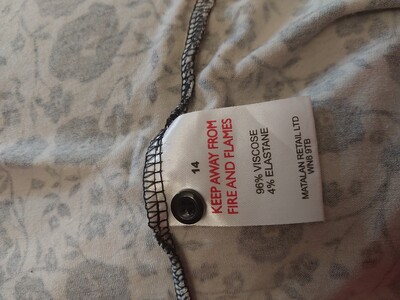 14
KEEP AWAY FROM
FIRE AND FLAMES
96% VISCOSE
4% ELASTANE
MATALAN RETAIL LTD
WN8 9TB